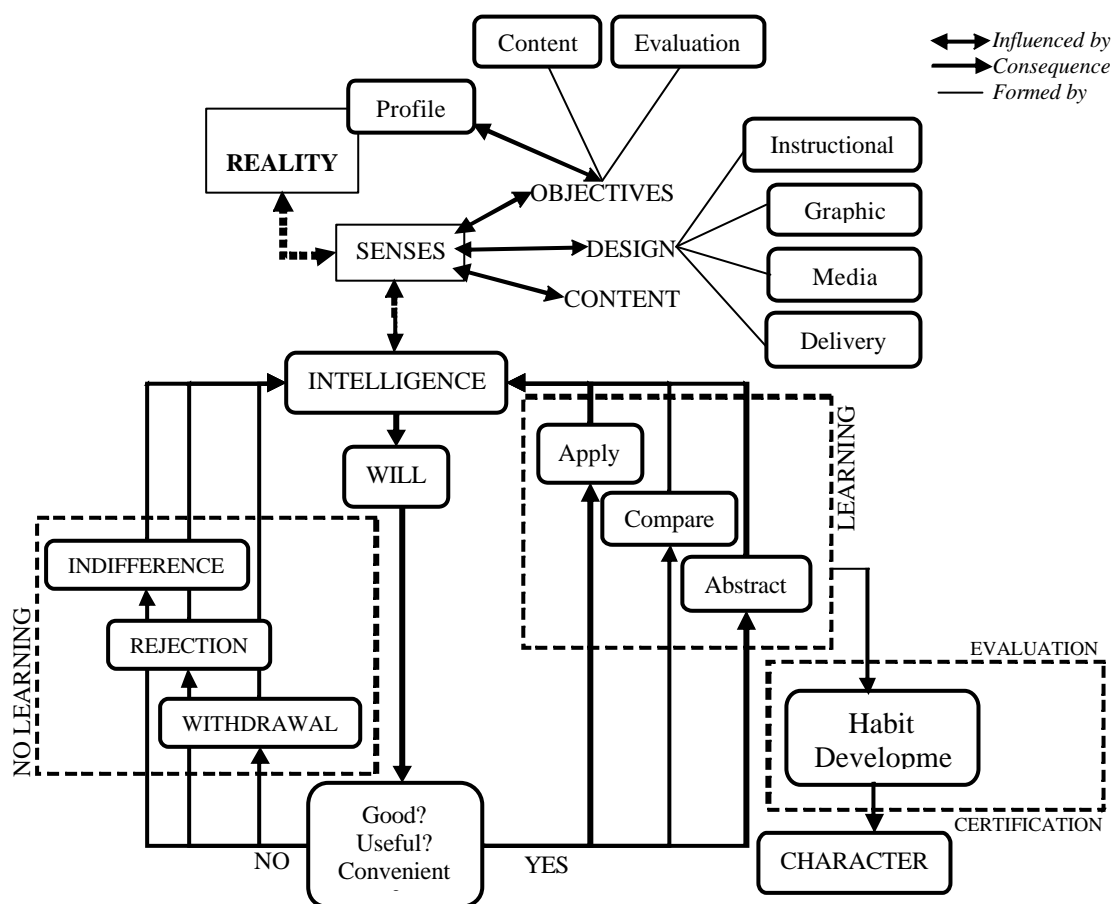 Content
Evaluation
Influenced by
Consequence
Formed by
Profile
REALITY
Instructional
OBJECTIVES
Graphic
SENSES
DESIGN
Media
CONTENT
Delivery
INTELLIGENCE
LEARNING
Apply
WILL
Compare
INDIFFERENCE
Abstract
NO LEARNING
REJECTION
EVALUATION
WITHDRAWAL
Habit
Developme
Good?
Useful?
Convenient
CERTIFICATION
NO
YES
CHARACTER